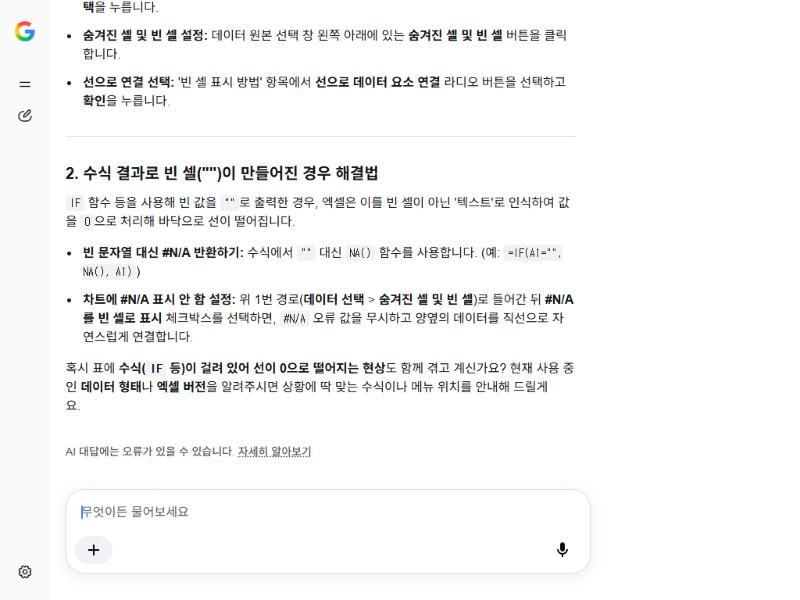 택을 누릅니다.
숨겨진 셀 및 빈 셀 설정: 데이터 원본 선택 창 왼쪽 아래에 있는 숨겨진 셀 및 빈 셀 버튼을 클릭
합니다.
선으로 연결 선택: '빈 셀 표시 방법' 항목에서 선으로 데이터 요소 연결 라디오 버튼을 선택하고
확인을 누릅니다.
2. 수식 결과로 빈 셀("")이 만들어진 경우 해결법
IF 함수 등을 사용해 빈 값을 "" 로 출력한 경우, 엑셀은 이를 빈 셀이 아닌 '텍스트'로 인식하여 값
을 0 으로 처리해 바닥으로 선이 떨어집니다.
빈 문자열 대신 #N/A 반환하기: 수식에서 "" 대신 NA() 함수를 사용합니다. (예: =IF(A1="",
NA(), A1) )
차트에 #N/A 표시 안 함 설정: 위 1번 경로(데이터 선택 > 숨겨진 셀 및 빈 셀)로 들어간 뒤 #N/A
를 빈 셀로 표시 체크박스를 선택하면, #N/A 오류 값을 무시하고 양옆의 데이터를 직선으로 자
연스럽게 연결합니다.
혹시 표에 수식( IF 등)이 걸려 있어 선이 0으로 떨어지는 현상도 함께 겪고 계신가요? 현재 사용 중
인 데이터 형태나 엑셀 버전을 알려주시면 상황에 딱 맞는 수식이나 메뉴 위치를 안내해 드릴게
요.
AI 대답에는 오류가 있을 수 있습니다. 자세히 알아보기
무엇이든 물어보세요